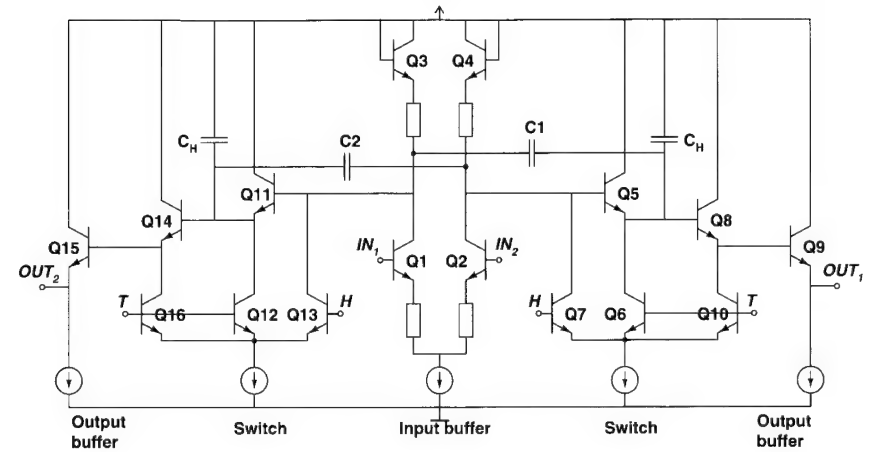 Q3
Q4
C_H
C2
C1
C_H
Q11
Q5
Q14
Q8
Q15
IN_1
Q1
Q2
IN_2
Q9
OUT_2
OUT_1
T
Q16
Q12
Q13
H
H
Q7
Q6
Q10
T
Output
buffer
Switch
Input buffer
Switch
Output
buffer